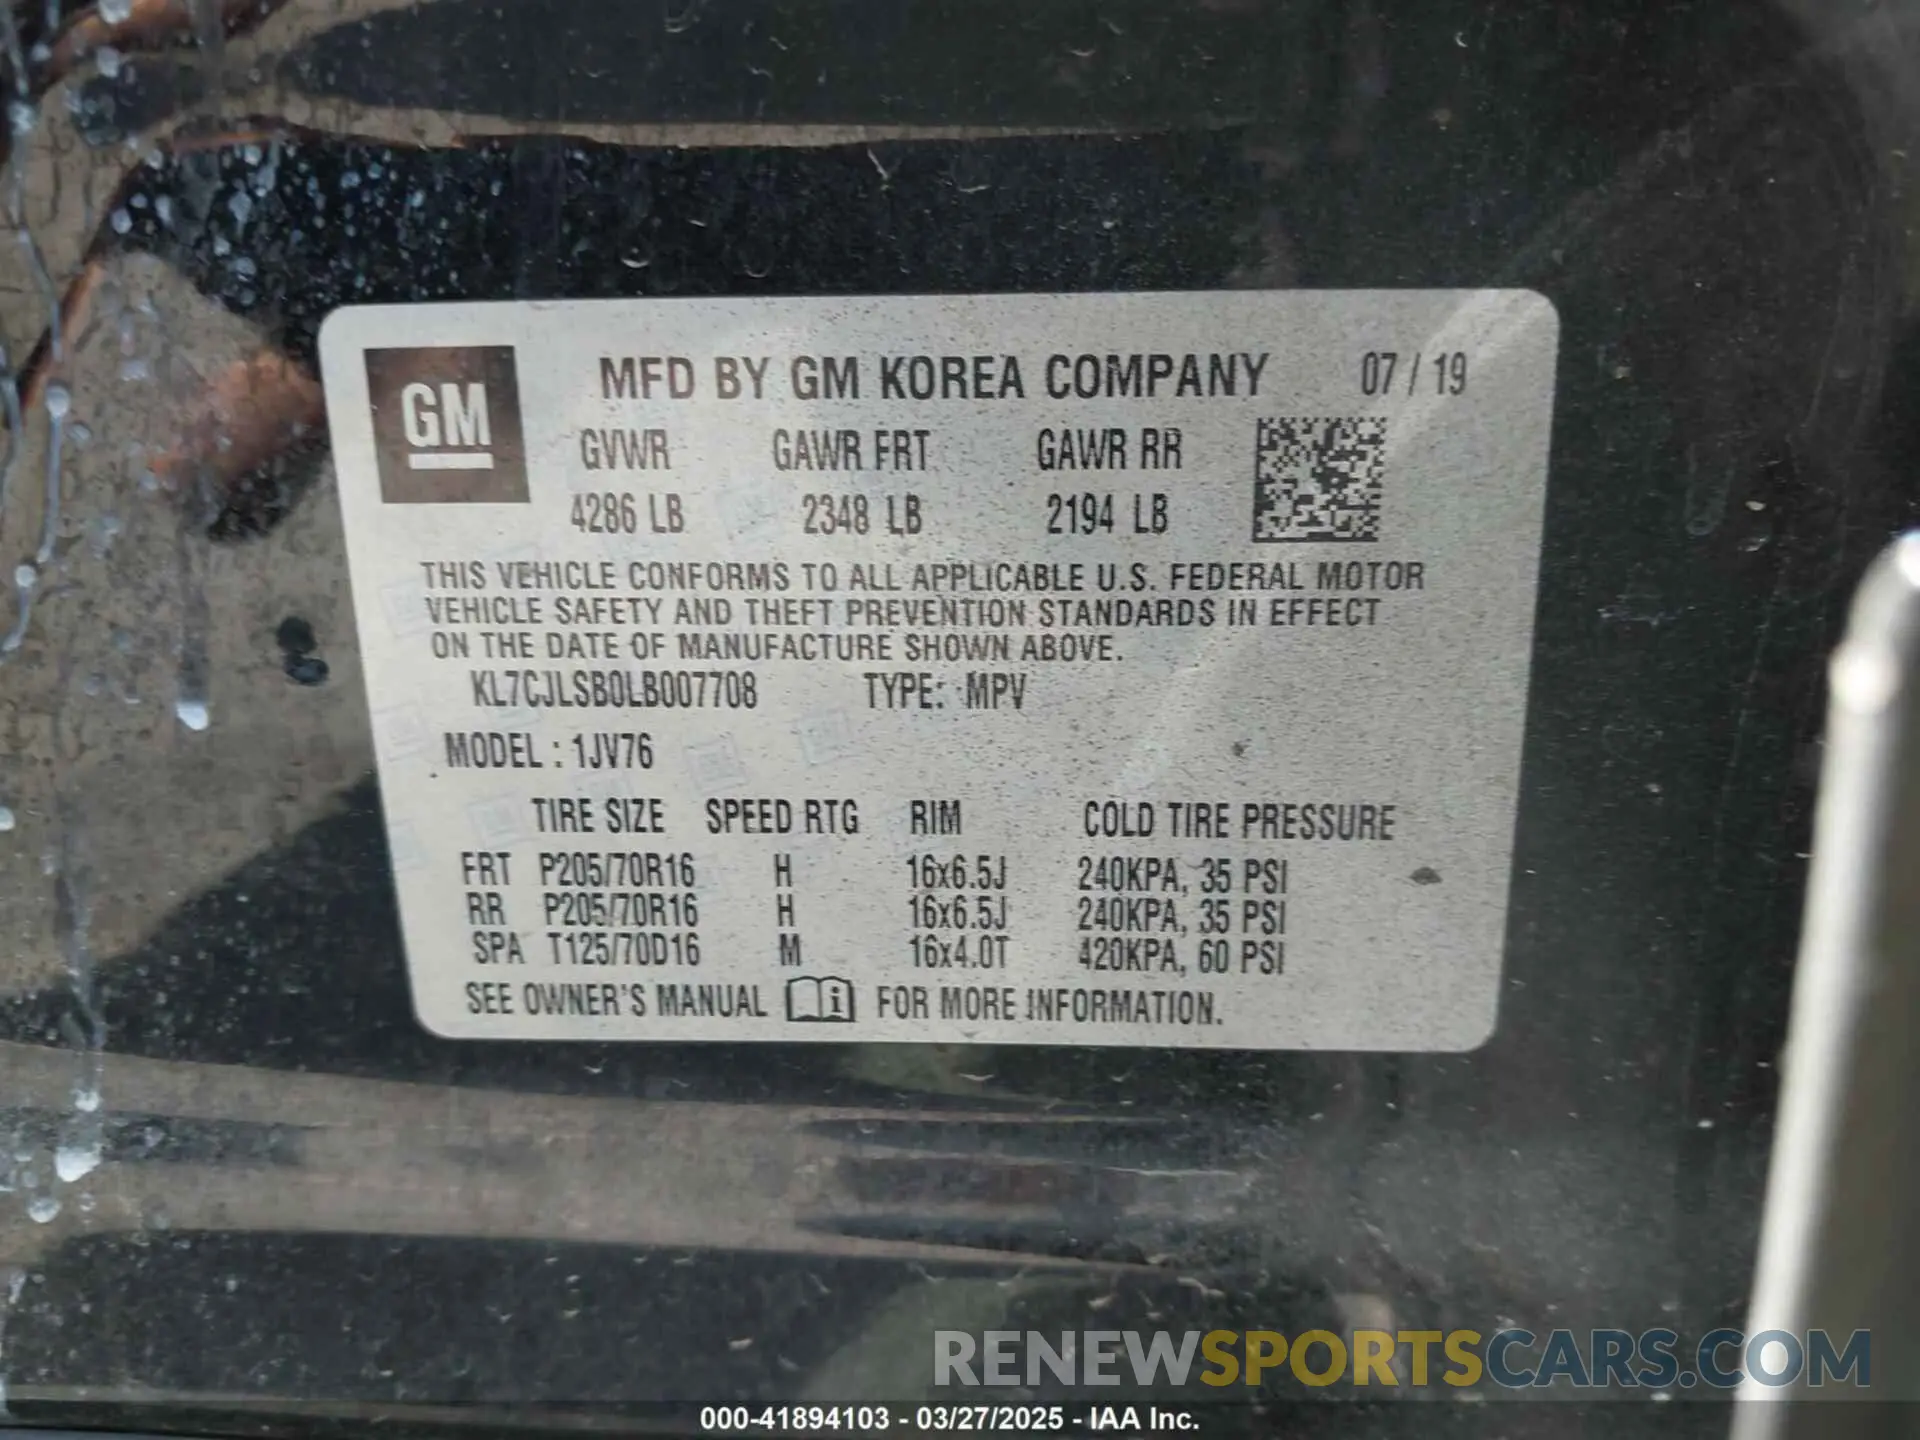 GM
MFD BY GM KOREA COMPANY 07 / 19
GVWR GAWR FRT GAWR RR
4286 LB 2348 LB 2194 LB
THIS VEHICLE CONFORMS TO ALL APPLICABLE U.S. FEDERAL MOTOR
VEHICLE SAFETY AND THEFT PREVENTION STANDARDS IN EFFECT
ON THE DATE OF MANUFACTURE SHOWN ABOVE.
KL7CJLSB0LB007708 TYPE: MPV
MODEL : 1JV76
TIRE SIZE SPEED RTG RIM COLD TIRE PRESSURE
FRT P205/70R16 H 16x6.5J 240KPA, 35 PSI
RR P205/70R16 H 16x6.5J 240KPA, 35 PSI
SPA T125/70D16 M 16x4.0T 420KPA, 60 PSI
SEE OWNER'S MANUAL i FOR MORE INFORMATION.
RENEWSPORTSCARS.COM
000-41894103 - 03/27/2025 - IAA Inc.